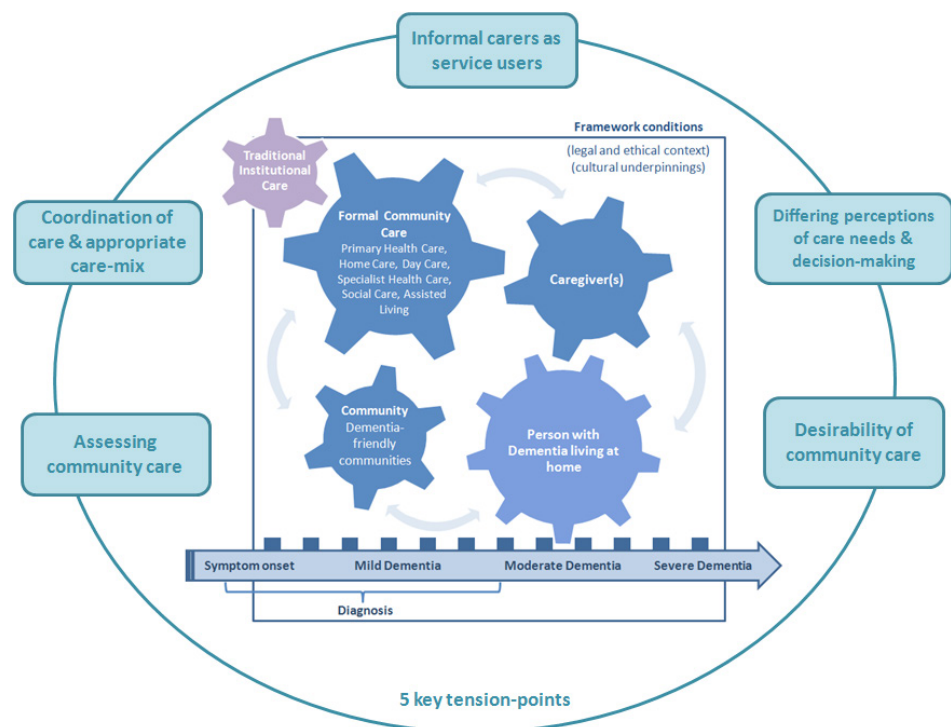 Informal carers as
service users
Framework conditions
(legal and ethical context)
(cultural underpinnings)
Traditional
Institutional
Care
Coordination of
care & appropriate
care-mix
Formal Community
Care
Primary Health Care,
Home Care, Day Care,
Specialist Health Care,
Social Care, Assisted
Living
Caregiver(s)
Differing perceptions
of care needs &
decision-making
Assessing
community care
Community
Dementia-
friendly
communities
Person with
Dementia living at
home
Desirability of
community care
Symptom onset
Mild Dementia
Moderate Dementia
Severe Dementia
Diagnosis
5 key tension-points